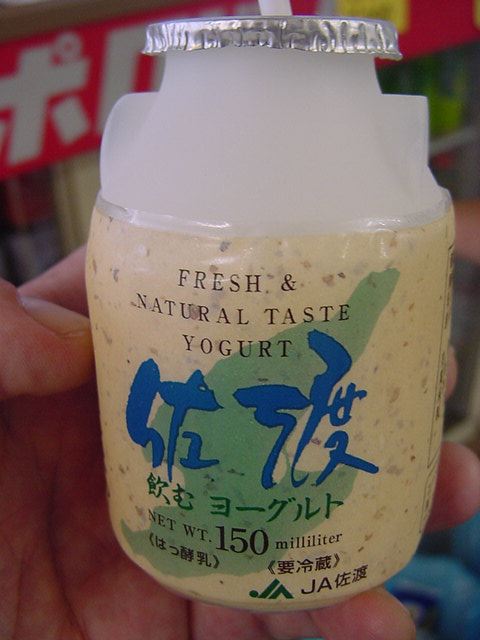 ポロ
FRESH &
NATURAL TASTE
YOGURT
佐渡
飲む ヨーグルト
NET WT. 150 milliliter
《はっ酵乳》 《要冷蔵》
JA佐渡